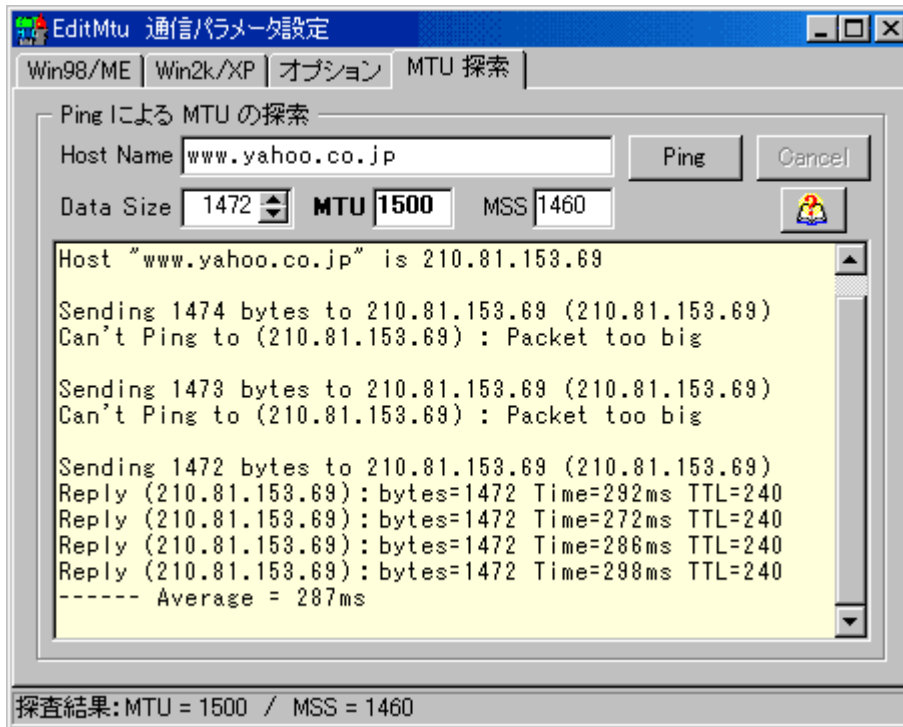 EditMtu 通信パラメータ設定
Win98/ME Win2k/XP オプション MTU 探索
Ping による MTU の探索
Host Name www.yahoo.co.jp Ping Cancel
Data Size 1472 MTU 1500 MSS 1460
Host "www.yahoo.co.jp" is 210.81.153.69
Sending 1474 bytes to 210.81.153.69 (210.81.153.69)
Can't Ping to (210.81.153.69) : Packet too big
Sending 1473 bytes to 210.81.153.69 (210.81.153.69)
Can't Ping to (210.81.153.69) : Packet too big
Sending 1472 bytes to 210.81.153.69 (210.81.153.69)
Reply (210.81.153.69):bytes=1472 Time=292ms TTL=240
Reply (210.81.153.69):bytes=1472 Time=272ms TTL=240
Reply (210.81.153.69):bytes=1472 Time=286ms TTL=240
Reply (210.81.153.69):bytes=1472 Time=298ms TTL=240
------ Average = 287ms
探査結果:MTU = 1500 / MSS = 1460